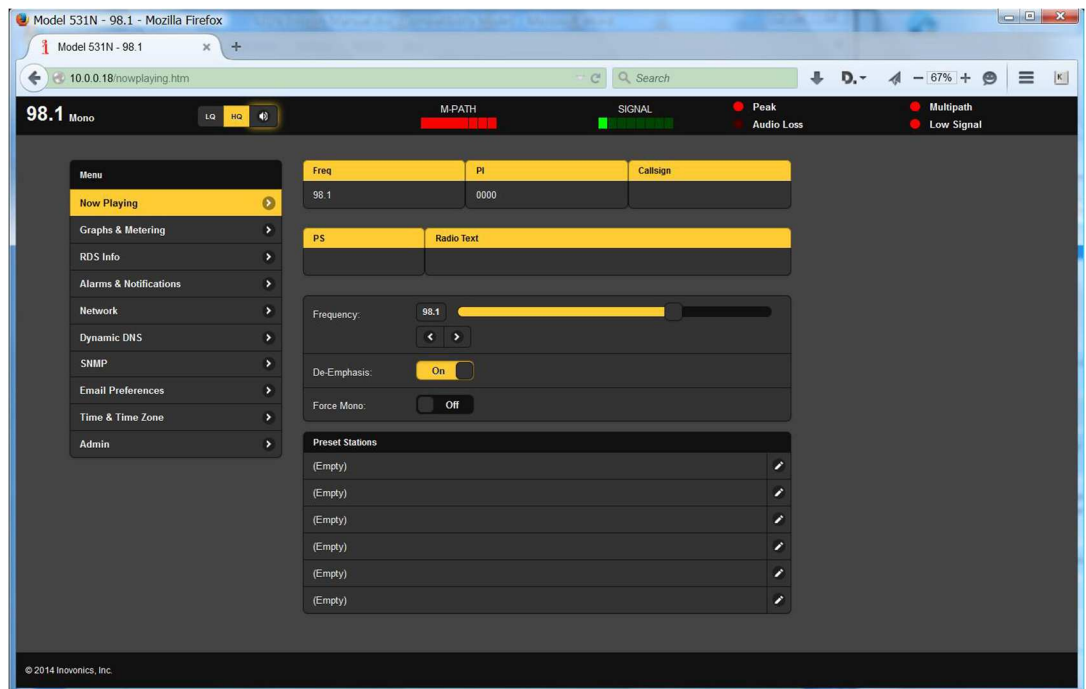 Model 531N - 98.1 - Mozilla Firefox
Model 531N - 98.1 × +
10.0.0.18/nowplaying.htm Search D. 67% K
98.1 Mono LQ HQ M-PATH SIGNAL Peak Multipath
Audio Loss Low Signal
Menu
Now Playing
Graphs & Metering
RDS Info
Alarms & Notifications
Network
Dynamic DNS
SNMP
Email Preferences
Time & Time Zone
Admin
Freq PI Callsign
98.1 0000
PS Radio Text
Frequency: 98.1
De-Emphasis: On
Force Mono: Off
Preset Stations
(Empty)
(Empty)
(Empty)
(Empty)
(Empty)
(Empty)
© 2014 Inovonics, Inc.